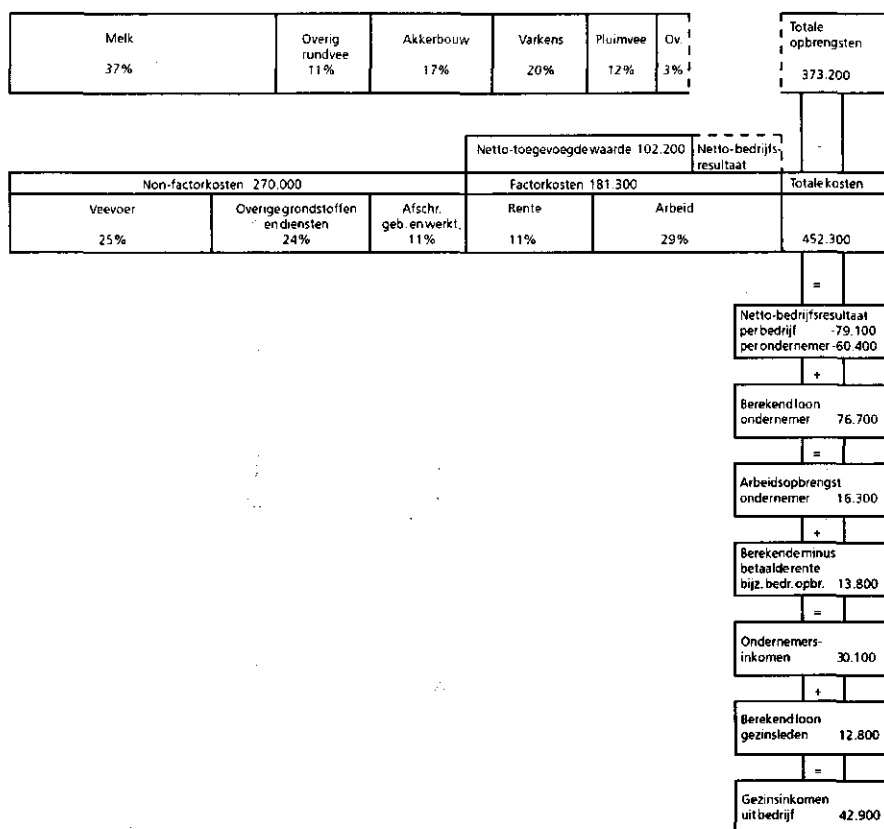 Melk
37%
Overig
rundvee
11%
Akkerbouw
17%
Varkens
20%
Pluimvee
12%
Ov.
3%
Totale
opbrengsten
373.200
-
Netto-toegevoegde waarde 102.200
Netto-bedrijfs-
resultaat
Non-factorkosten 270.000
Factorkosten 181.300
Totale kosten
Veevoer
25%
Overige grondstoffen
en diensten
24%
Afschr.
geb. en werkt.
11%
Rente
11%
Arbeid
29%
452.300
=
Netto-bedrijfsresultaat
per bedrijf -79.100
per ondernemer -60.400
+
Berekend loon
ondernemer 76.700
=
Arbeidsopbrengst
ondernemer 16.300
+
Berekende minus
betaalde rente
bijz. bedr. opbr. 13.800
=
Ondernemers-
inkomen 30.100
+
Berekend loon
gezinsleden 12.800
=
Gezinsinkomen
uit bedrijf 42.900